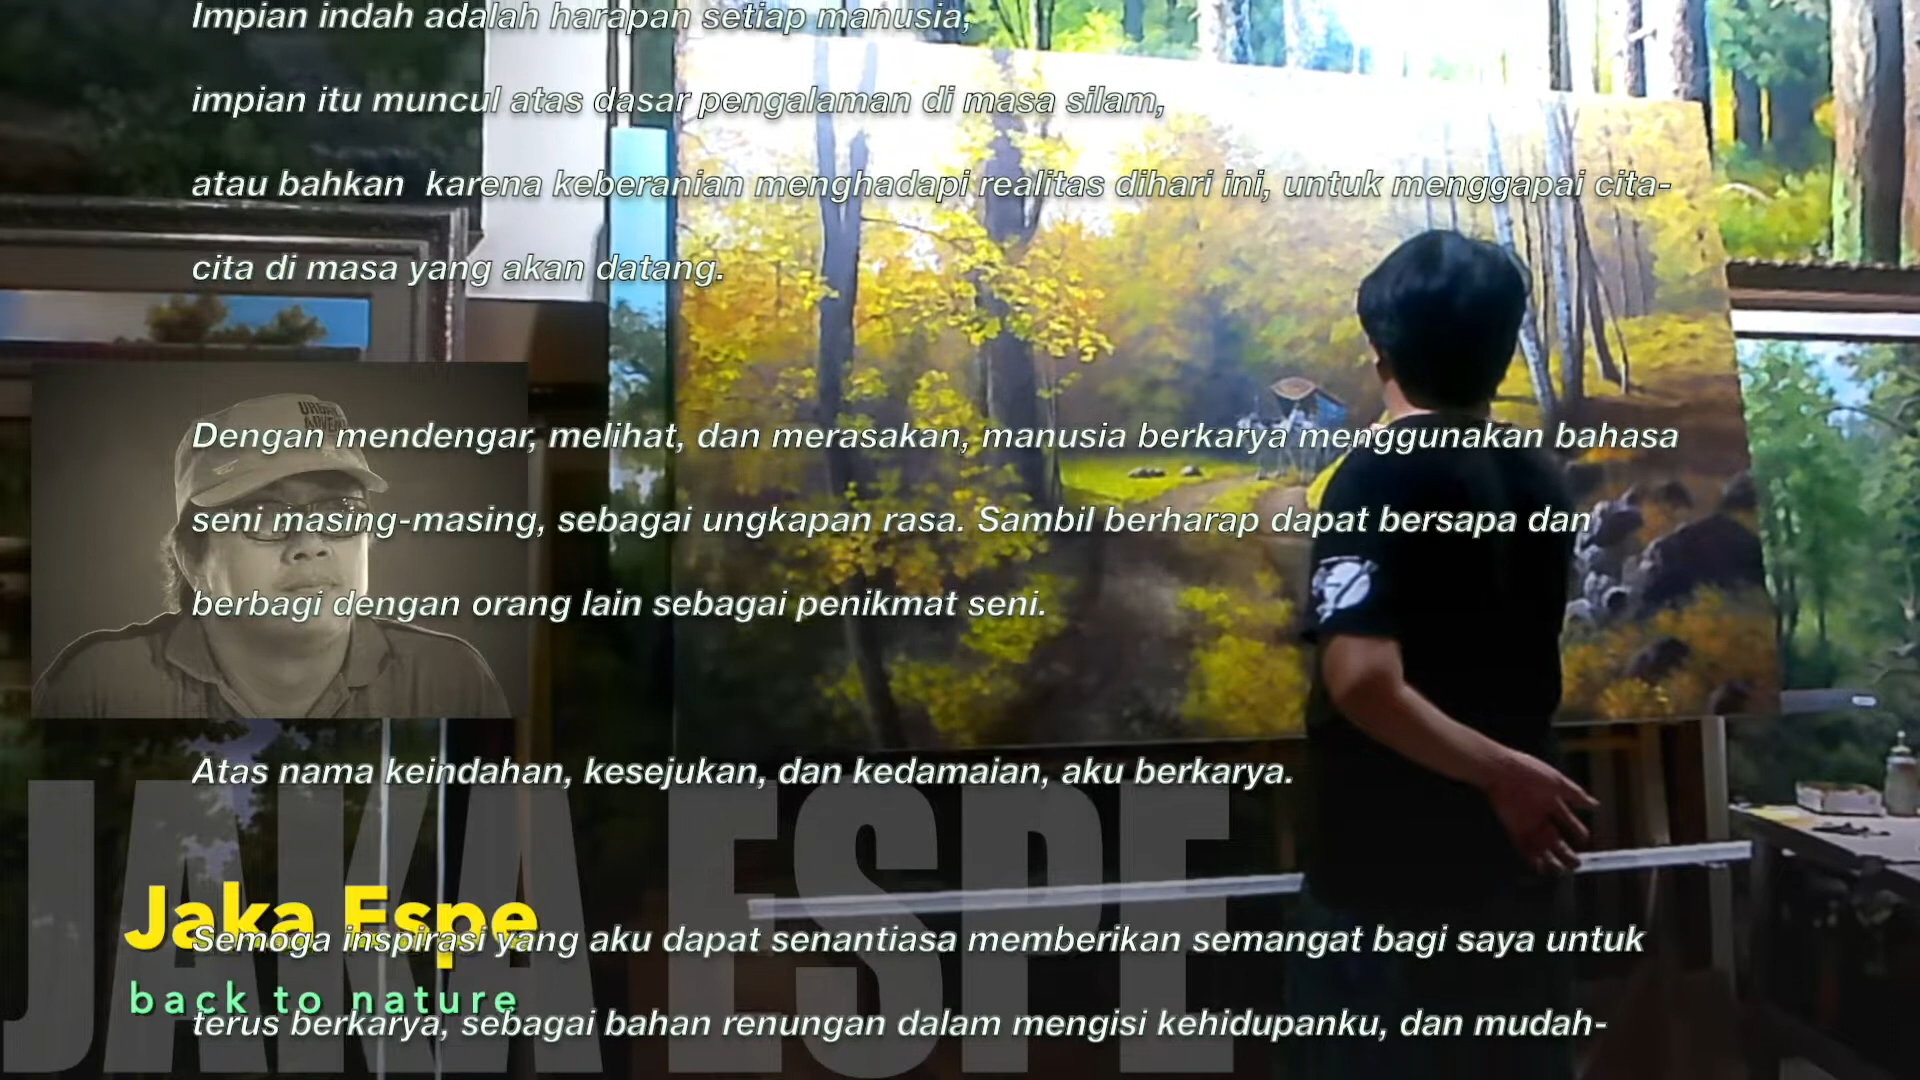 Impian indah adalah harapan setiap manusia,
impian itu muncul atas dasar pengalaman di masa silam,
atau bahkan  karena keberanian menghadapi realitas dihari ini, untuk menggapai cita-
cita di masa yang akan datang.
URBAN
Dengan mendengar, melihat, dan merasakan, manusia berkarya menggunakan bahasa
seni masing-masing, sebagai ungkapan rasa. Sambil berharap dapat bersapa dan
berbagi dengan orang lain sebagai penikmat seni.
Atas nama keindahan, kesejukan, dan kedamaian, aku berkarya.
JAKA ESPE
Jaka Espe
Semoga inspirasi yang aku dapat senantiasa memberikan semangat bagi saya untuk
back to nature
terus berkarya, sebagai bahan renungan dalam mengisi kehidupanku, dan mudah-